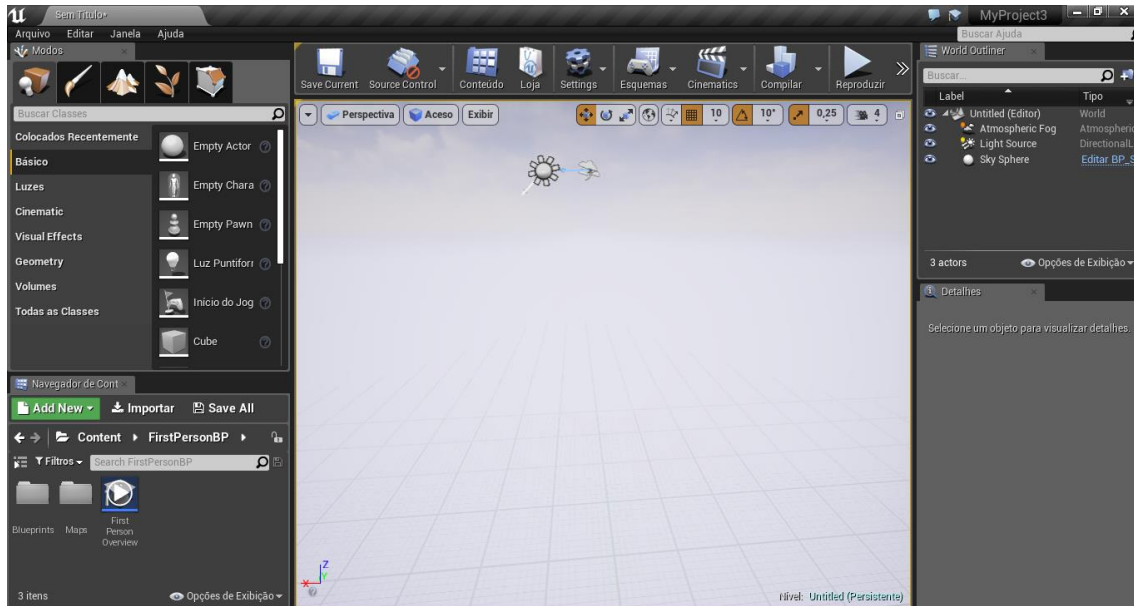 Sem Título*
MyProject3
Arquivo Editar Janela Ajuda
Buscar Ajuda
Modos
Buscar Classes
Colocados Recentemente
Básico
Luzes
Cinematic
Visual Effects
Geometry
Volumes
Todas as Classes
Empty Actor
Empty Chara
Empty Pawn
Luz Puntifor
Início do Jog
Cube
Save Current Source Control Conteúdo Loja Settings Esquemas Cinematics Compilar Reproduzir
Perspectiva Aceso Exibir
10 10° 0,25 4
X Y Z
Nível: Untitled (Persistente)
World Outliner
Buscar...
Label Tipo
Untitled (Editor) World
Atmospheric Fog Atmospheric
Light Source DirectionalL
Sky Sphere Editar BP_S
3 actors Opções de Exibição
Detalhes
Selecione um objeto para visualizar detalhes.
Navegador de Cont
Add New Importar Save All
Content FirstPersonBP
Filtros Search FirstPersonBP
Blueprints Maps First Person Overview
3 itens Opções de Exibição